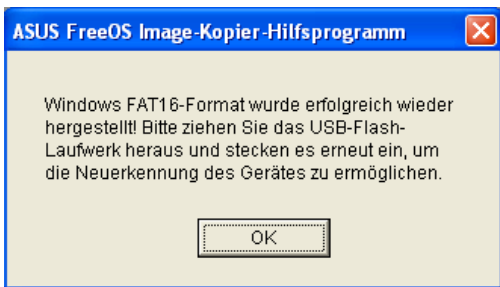 ASUS FreeOS Image-Kopier-Hilfsprogramm
Windows FAT16-Format wurde erfolgreich wieder
hergestellt! Bitte ziehen Sie das USB-Flash-
Laufwerk heraus und stecken es erneut ein, um
die Neuerkennung des Gerätes zu ermöglichen.
OK